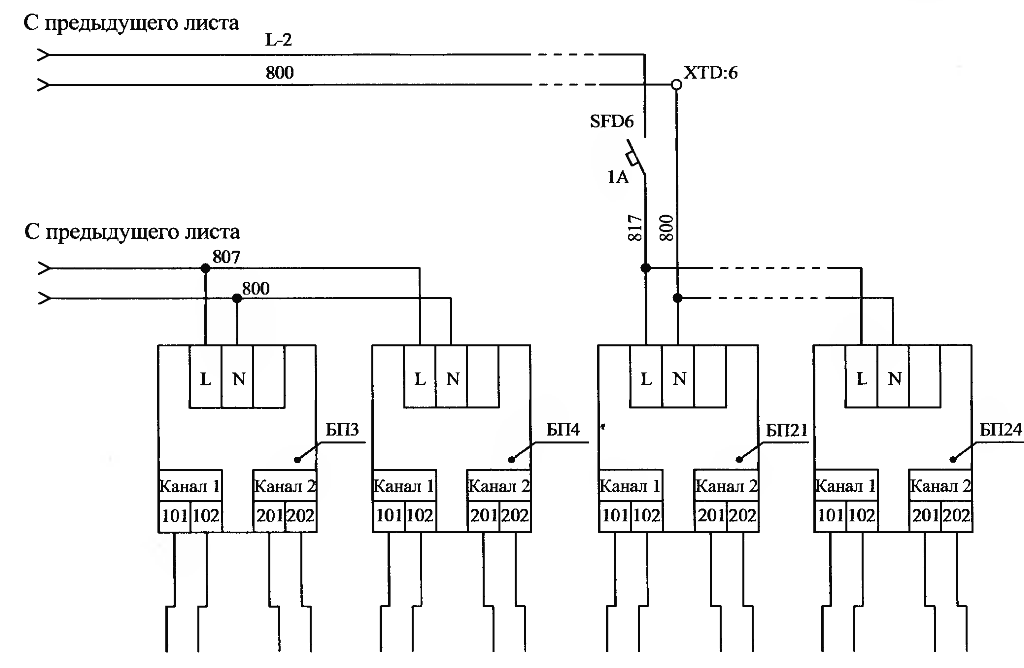 С предыдущего листа
L-2
800
XTD:6
SFD6
1А
817
800
С предыдущего листа
807
800
L N
L N
L N
L N
БП3
БП4
БП21
БП24
Канал 1 Канал 2
Канал 1 Канал 2
Канал 1 Канал 2
Канал 1 Канал 2
101 102 201 202
101 102 201 202
101 102 201 202
101 102 201 202